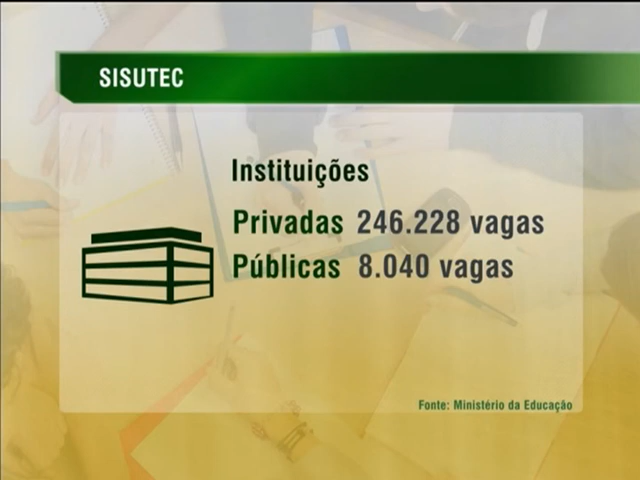 SISUTEC
Instituições
Privadas 246.228 vagas
Públicas 8.040 vagas
Fonte: Ministério da Educação